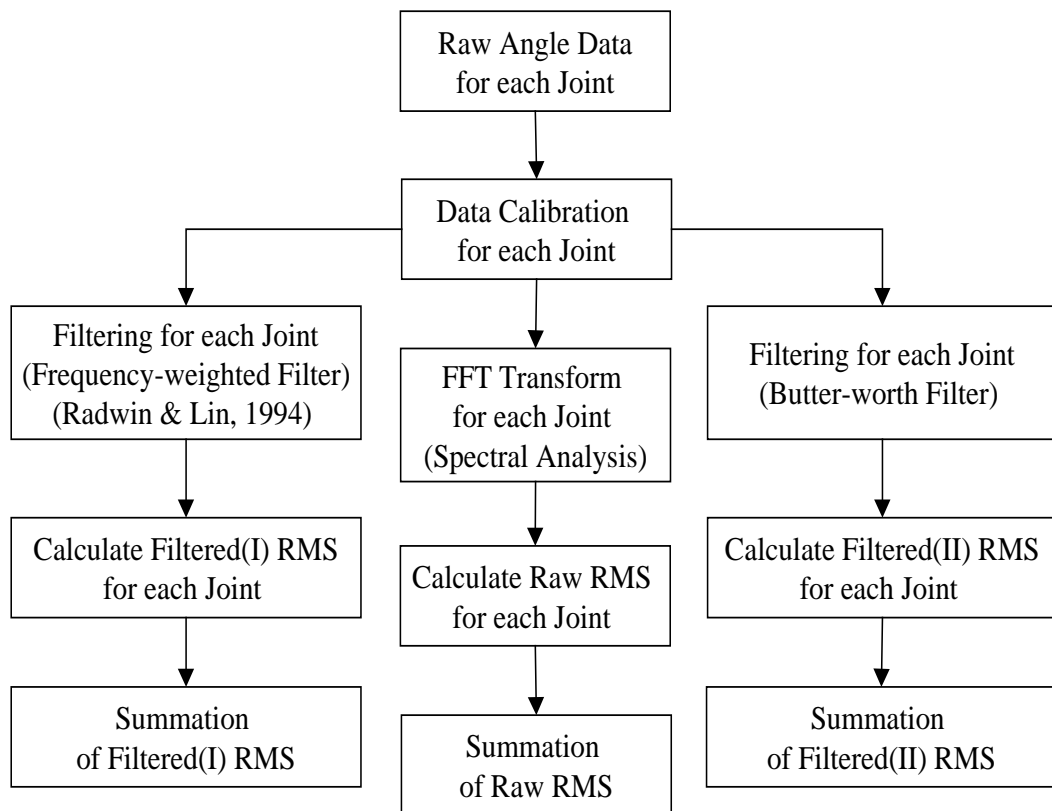 Raw Angle Data
for each Joint
Data Calibration
for each Joint
Filtering for each Joint
(Frequency-weighted Filter)
(Radwin & Lin, 1994)
FFT Transform
for each Joint
(Spectral Analysis)
Filtering for each Joint
(Butter-worth Filter)
Calculate Filtered(I) RMS
for each Joint
Calculate Raw RMS
for each Joint
Calculate Filtered(II) RMS
for each Joint
Summation
of Filtered(I) RMS
Summation
of Raw RMS
Summation
of Filtered(II) RMS